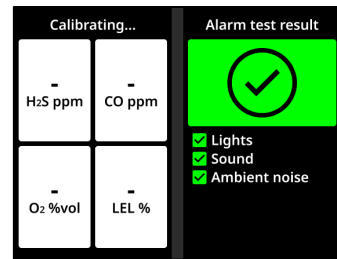 Calibrating...
-
H₂S ppm
-
CO ppm
-
O₂ %vol
-
LEL %
Alarm test result
Lights
Sound
Ambient noise